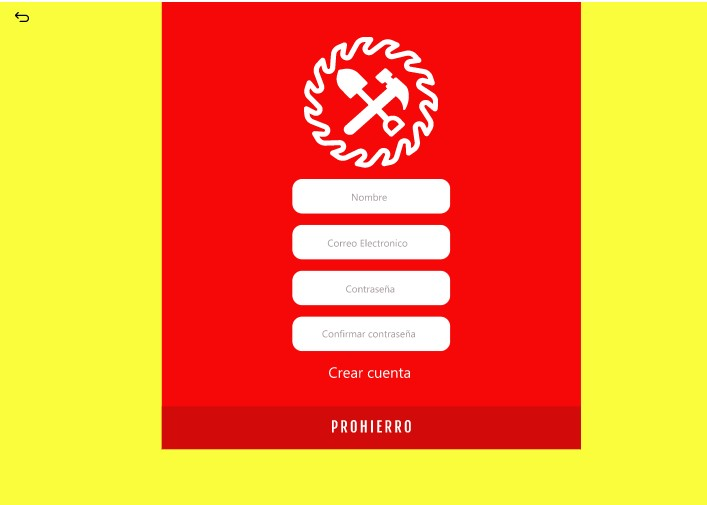 Nombre
Correo Electronico
Contraseña
Confirmar contraseña
Crear cuenta
PROHIERRO